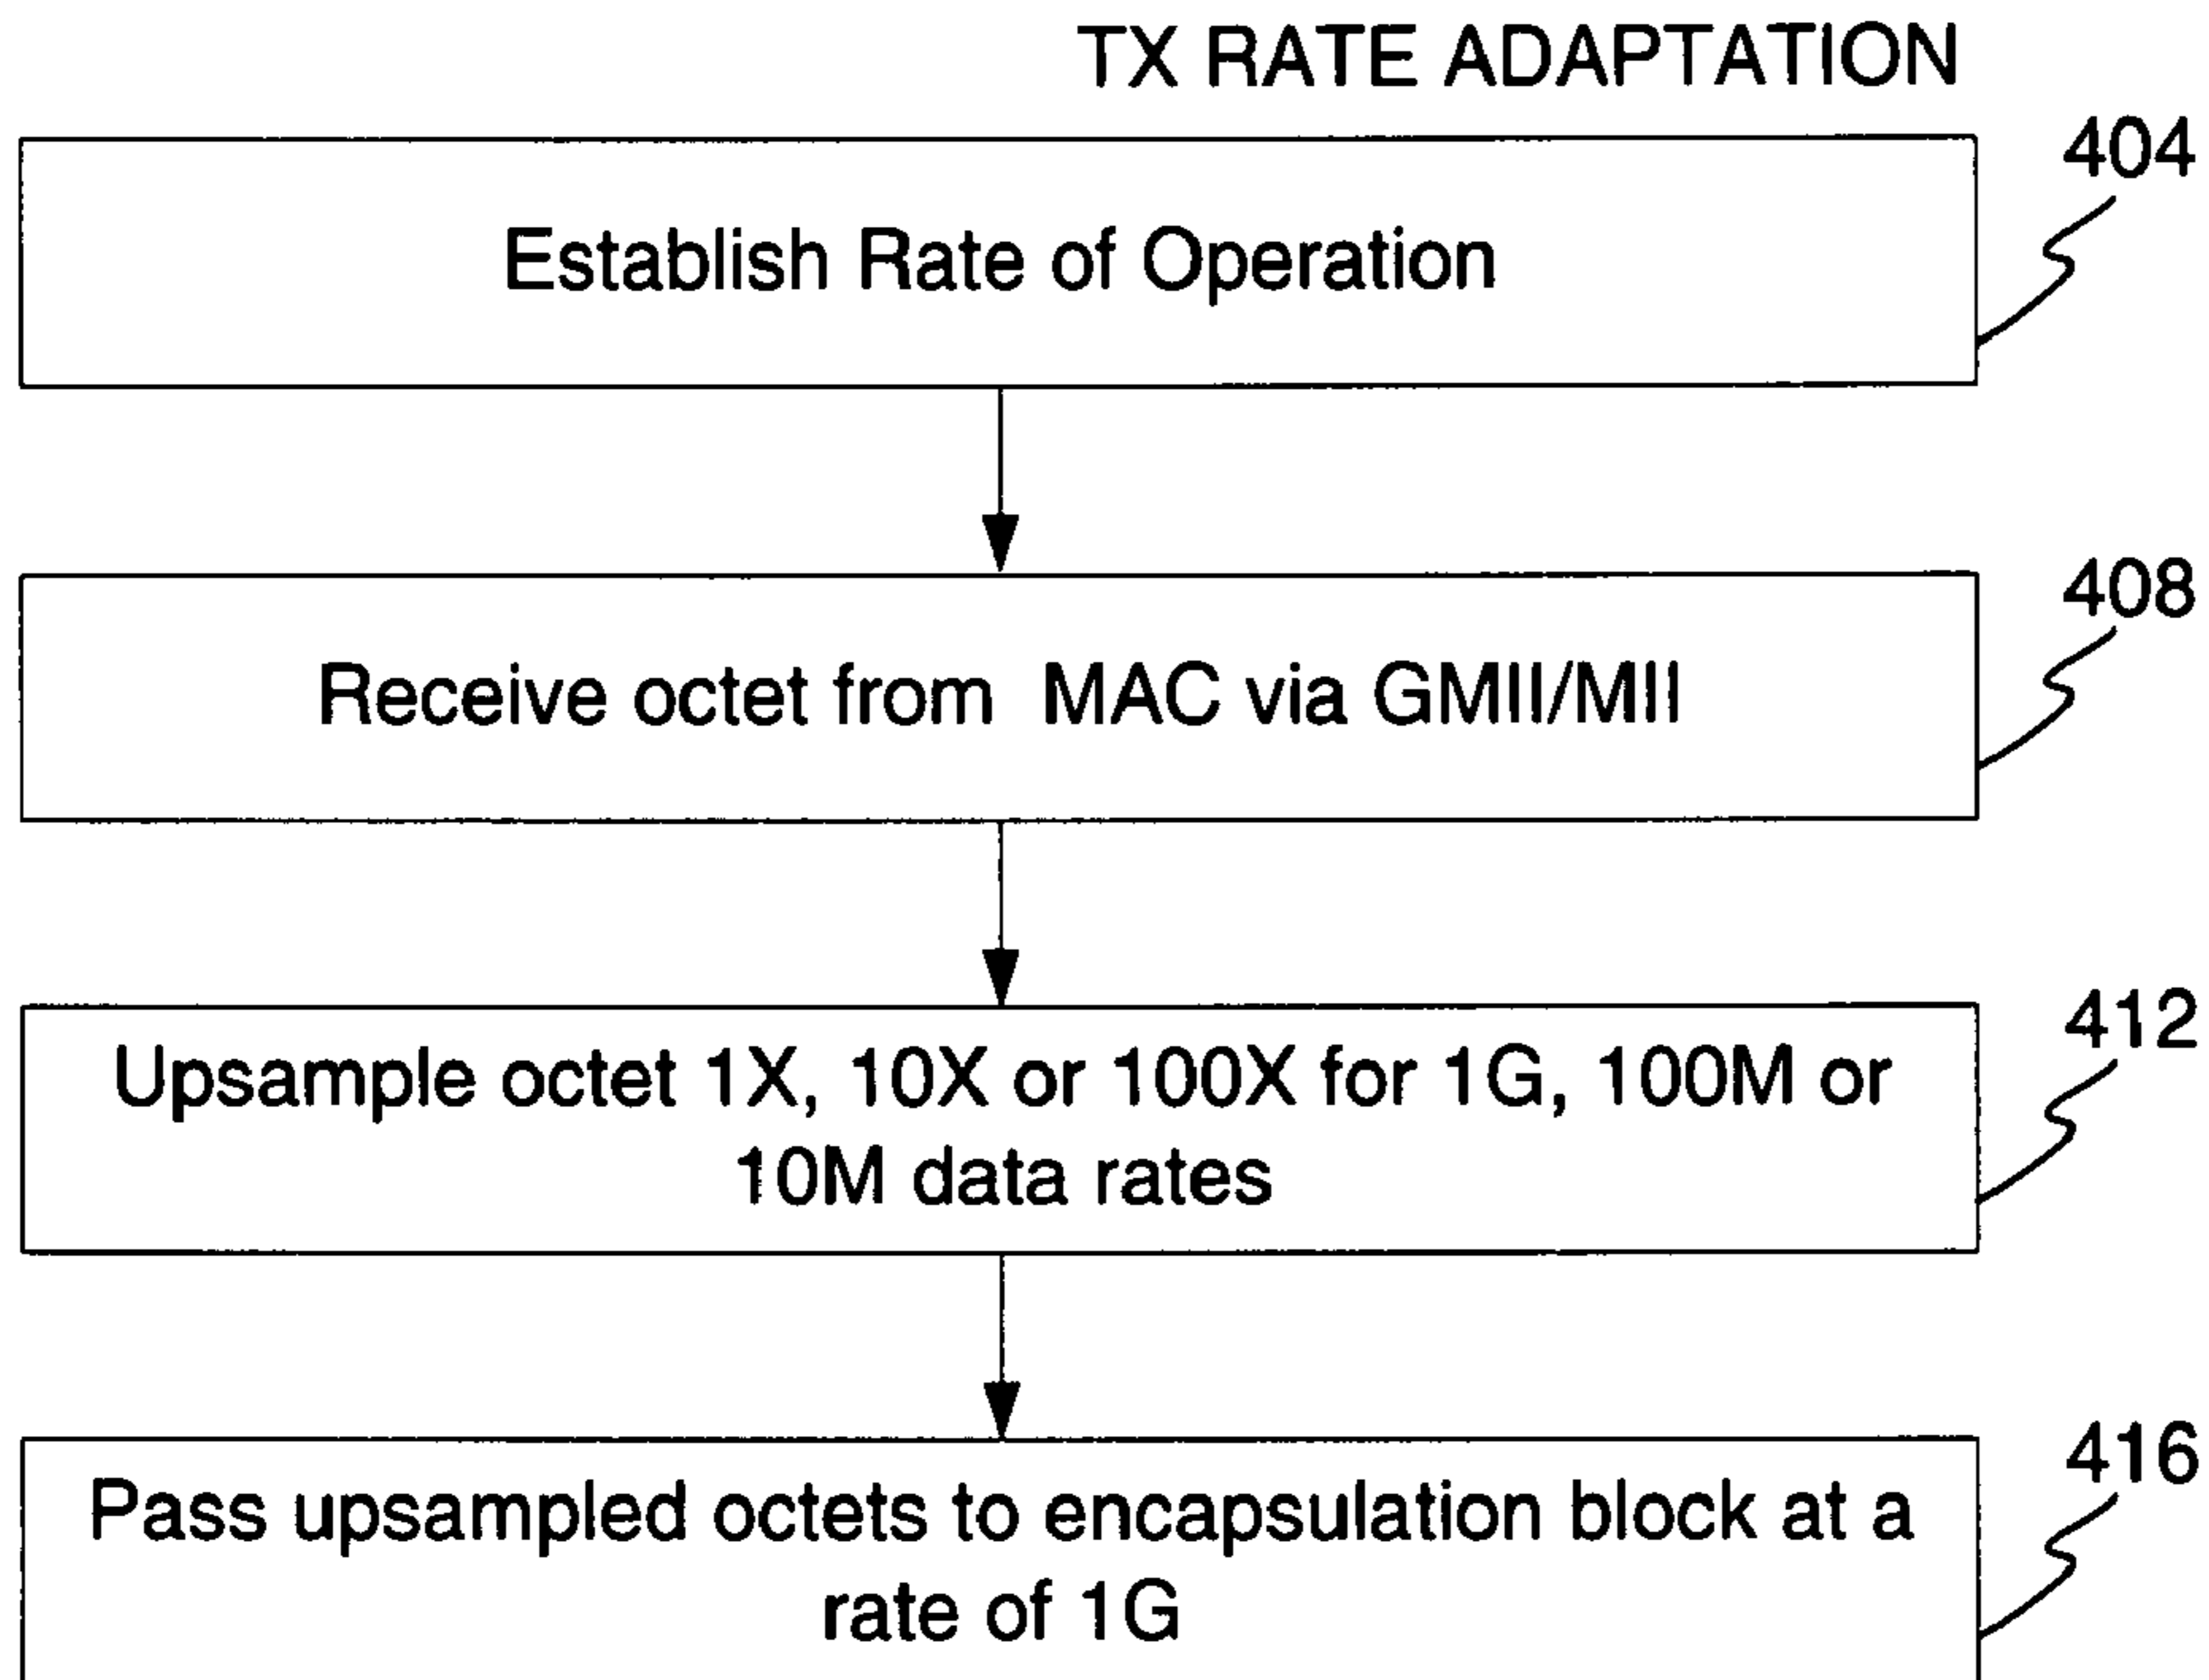 TX RATE ADAPTATION
404
Establish Rate of Operation
408
Receive octet from MAC via GMII/MII
412
Upsample octet 1X, 10X or 100X for 1G, 100M or
10M data rates
416
Pass upsampled octets to encapsulation block at a
rate of 1G